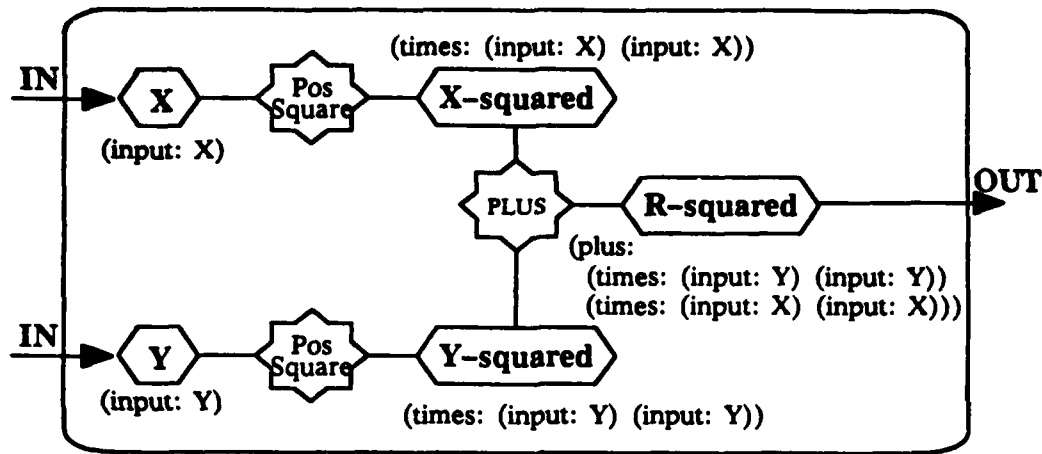 (times: (input: X) (input: X))
IN
X
Pos
Square
X-squared
(input: X)
PLUS
R-squared
OUT
(plus:
(times: (input: Y) (input: Y))
(times: (input: X) (input: X)))
IN
Y
Pos
Square
Y-squared
(input: Y)
(times: (input: Y) (input: Y))